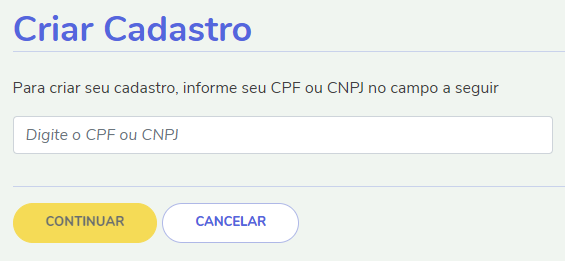 Criar Cadastro
Para criar seu cadastro, informe seu CPF ou CNPJ no campo a seguir
Digite o CPF ou CNPJ
CONTINUAR CANCELAR